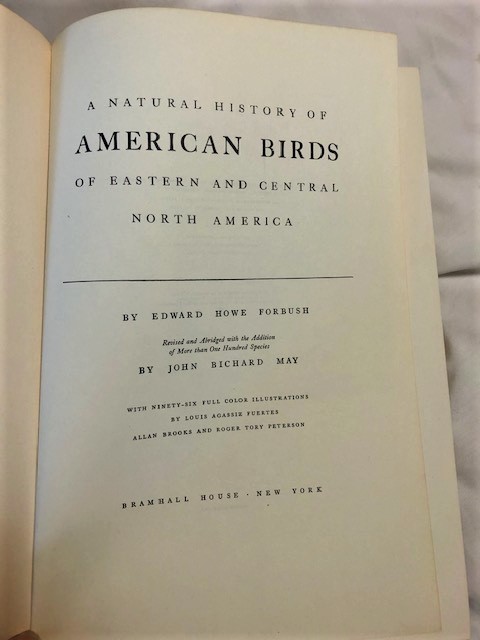 A NATURAL HISTORY OF
AMERICAN BIRDS
OF EASTERN AND CENTRAL
NORTH AMERICA
BY EDWARD HOWE FORBUSH
Revised and Abridged with the Addition
of More than One Hundred Species
BY JOHN RICHARD MAY
WITH NINETY-SIX FULL COLOR ILLUSTRATIONS
BY LOUIS AGASSIZ FUERTES
ALLAN BROOKS AND ROGER TORY PETERSON
BRAMHALL HOUSE · NEW YORK